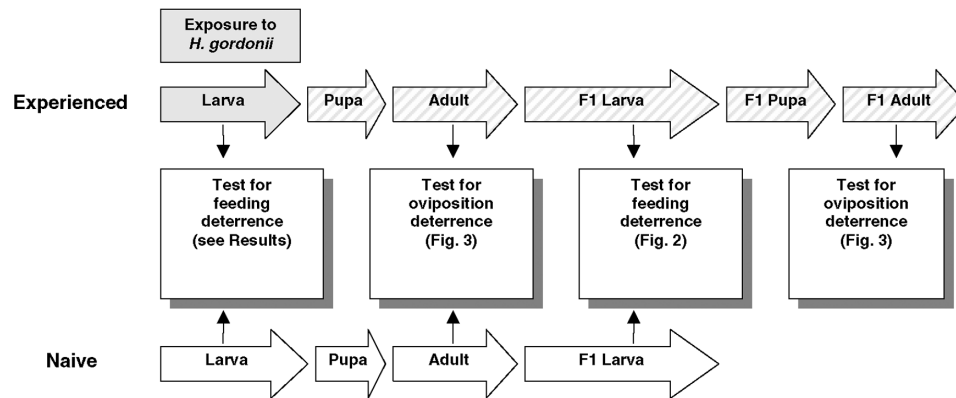 Exposure to
H. gordonii
Experienced
Larva
Pupa
Adult
F1 Larva
F1 Pupa
F1 Adult
Test for
feeding
deterrence
(see Results)
Test for
oviposition
deterrence
(Fig. 3)
Test for
feeding
deterrence
(Fig. 2)
Test for
oviposition
deterrence
(Fig. 3)
Naive
Larva
Pupa
Adult
F1 Larva